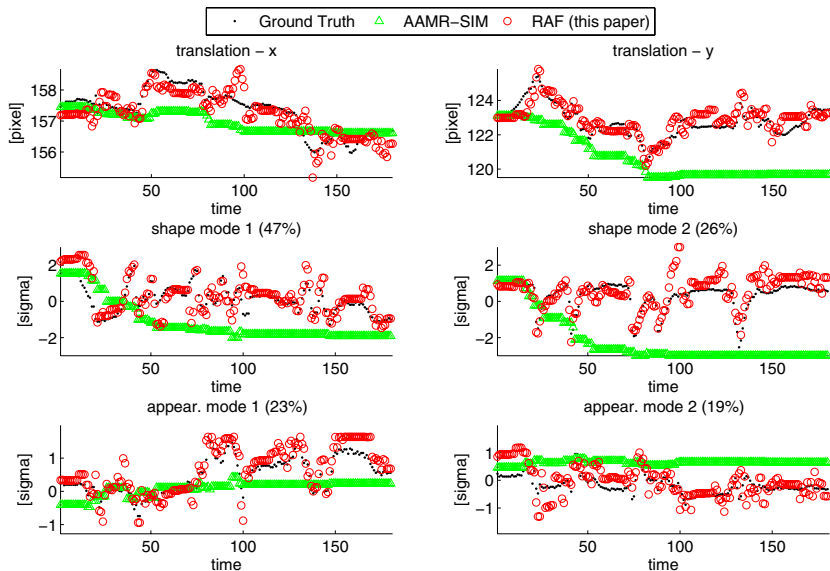 Ground Truth AAMR-SIM RAF (this paper)
translation - x
translation - y
[pixel]
158
157
156
50 100 150
time
[pixel]
124
122
120
50 100 150
time
shape mode 1 (47%)
shape mode 2 (26%)
[sigma]
2
0
-2
50 100 150
time
[sigma]
2
0
-2
50 100 150
time
appear. mode 1 (23%)
appear. mode 2 (19%)
[sigma]
1
0
-1
50 100 150
time
[sigma]
1
0
-1
50 100 150
time